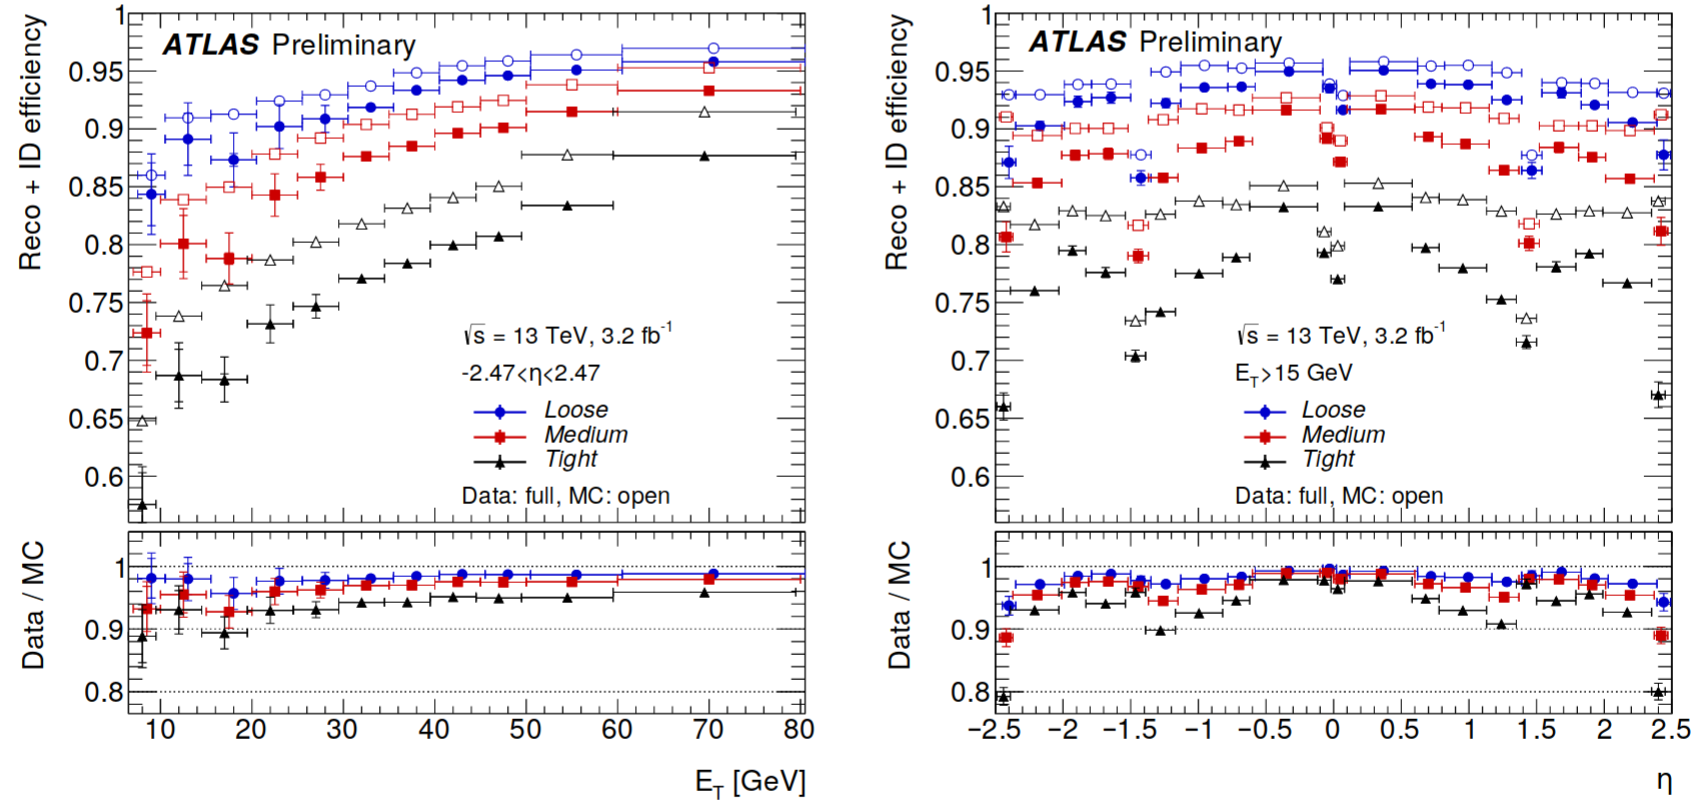 ATLAS Preliminary
Reco + ID efficiency
1
0.95
0.9
0.85
0.8
0.75
0.7
0.65
0.6
√s = 13 TeV, 3.2 fb⁻¹
-2.47<η<2.47
Loose
Medium
Tight
Data: full, MC: open
Data / MC
1
0.9
0.8
10 20 30 40 50 60 70 80
E_T [GeV]
ATLAS Preliminary
Reco + ID efficiency
1
0.95
0.9
0.85
0.8
0.75
0.7
0.65
0.6
√s = 13 TeV, 3.2 fb⁻¹
E_T>15 GeV
Loose
Medium
Tight
Data: full, MC: open
Data / MC
1
0.9
0.8
−2.5 −2 −1.5 −1 −0.5 0 0.5 1 1.5 2 2.5
η